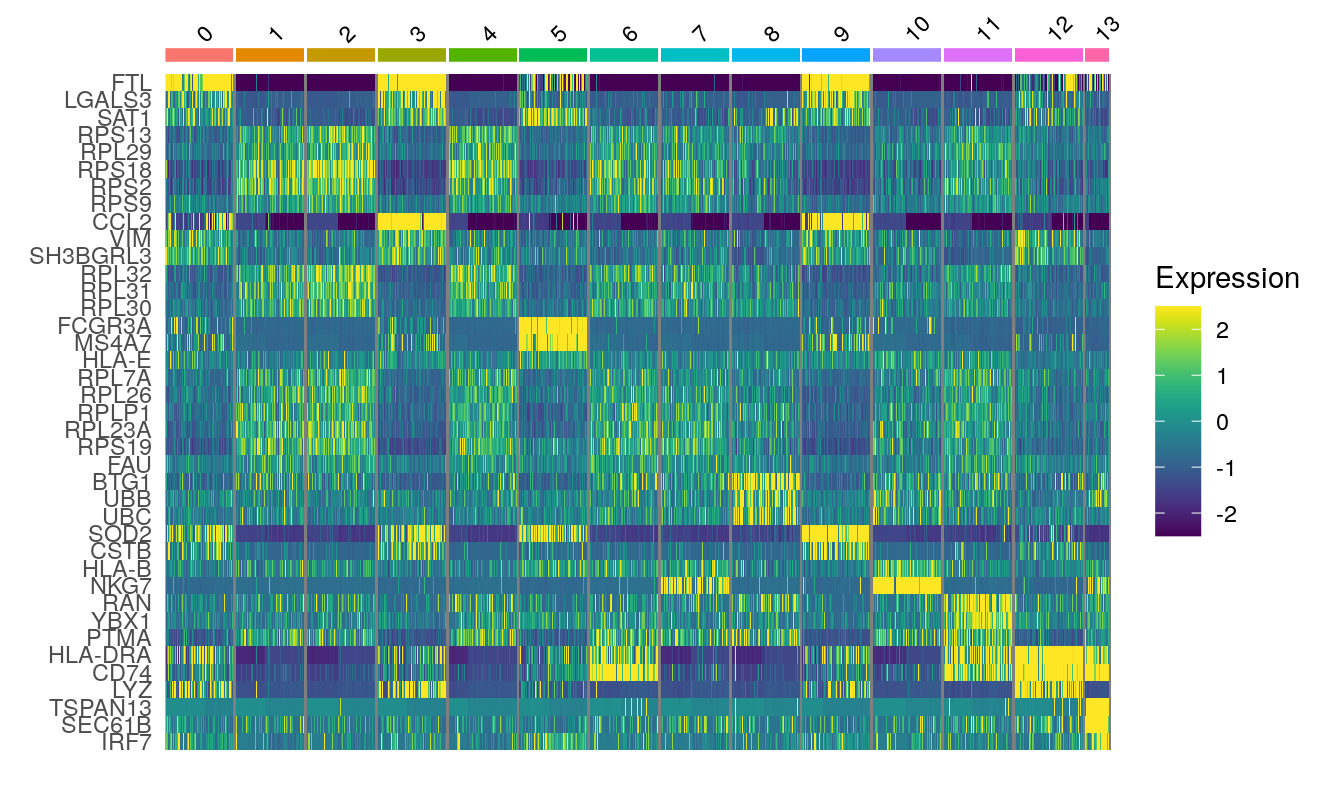 0 1 2 3 4 5 6 7 8 9 10 11 12 13
FTL
LGALS3
SAT1
RPS13
RPL29
RPS18
RPS2
RPS9
CCL2
VIM
SH3BGRL3
RPL32
RPL31
RPL30
FCGR3A
MS4A7
HLA-E
RPL7A
RPL26
RPLP1
RPL23A
RPS19
FAU
BTG1
UBB
UBC
SOD2
CSTB
HLA-B
NKG7
RAN
YBX1
PTMA
HLA-DRA
CD74
LYZ
TSPAN13
SEC61B
IRF7
Expression
2
1
0
-1
-2